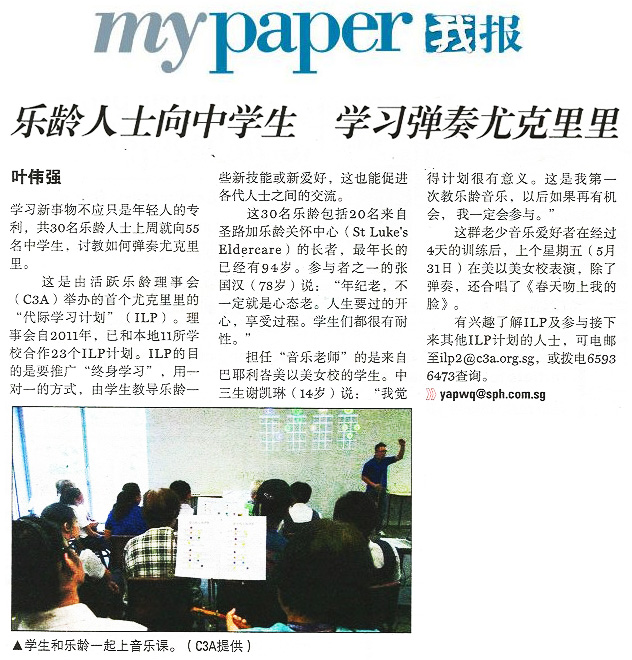 mypaper 我报
乐龄人士向中学生 学习弹奏尤克里里
叶伟强
学习新事物不应只是年轻人的专
利，共30名乐龄人士上周就向55
名中学生，讨教如何弹奏尤克里
里。
这是由活跃乐龄理事会
（C3A）举办的首个尤克里里的
“代际学习计划”（ILP）。理
事会自2011年，已和本地11所
学校合作23个ILP计划。ILP的
目的是要推广“终身学习”，用一
对一的方式，由学生教导乐龄一
些新技能或新爱好，这也能促进
各代人士之间的交流。
这30名乐龄包括20名来自
圣路加乐龄关怀中心（St Luke's
Eldercare）的长者，最年长的
已经有94岁。参与者之一的张
国汉（78岁）说：“年纪老，不
一定就是心态老。人生要过的开
心，享受过程。学生们都很有耐
性。”
担任“音乐老师”的是来自
巴耶利峇美以美女校的学生。中
三生谢凯琳（14岁）说：“我觉
得计划很有意义。这是我第一
次教乐龄音乐，以后如果再有机
会，我一定会参与。”
这群老少音乐爱好者在经过
4天的训练后，上个星期五（5月
31日）在美以美女校表演，除了
弹奏，还合唱了《春天吻上我的
脸》。
有兴趣了解ILP及参与接下
来其他ILP计划的人士，可电邮
至ilp2@c3a.org.sg，或拨电6593
6473查询。
yapwq@sph.com.sg
▲学生和乐龄一起上音乐课。（C3A提供）